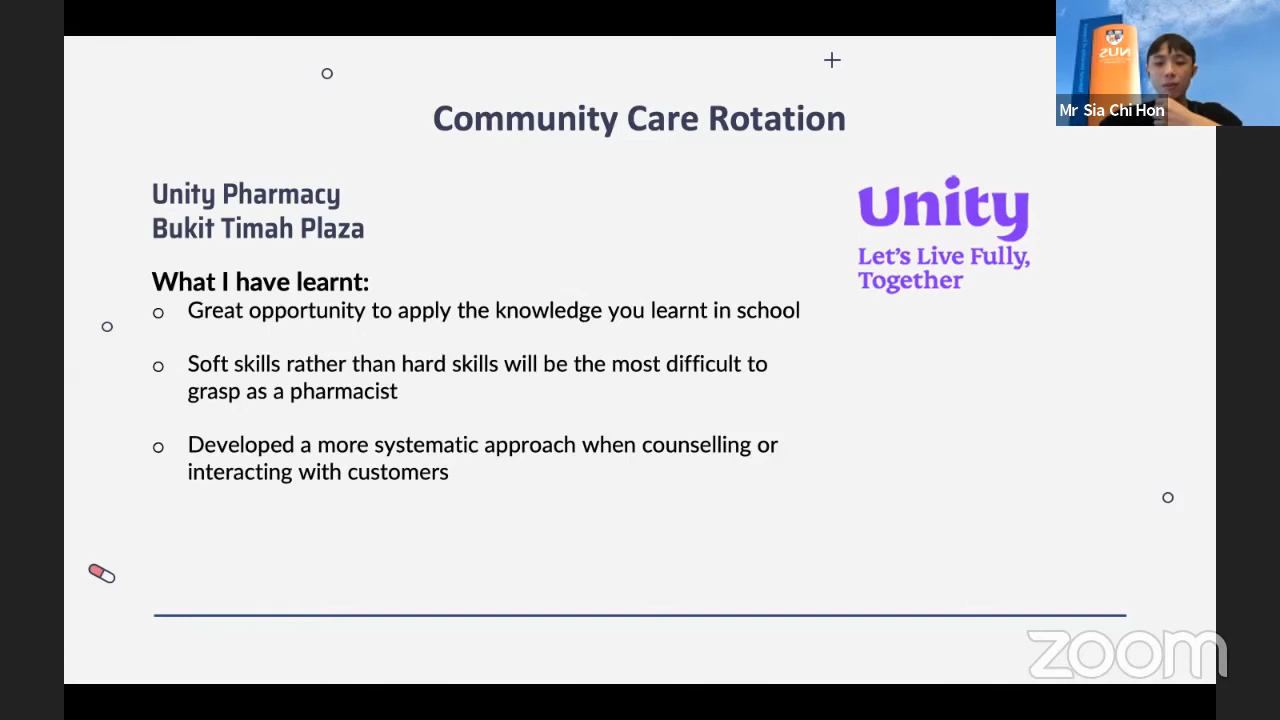 Community Care Rotation
Mr Sia Chi Hon
NUS
Unity Pharmacy
Bukit Timah Plaza
Unity
Let's Live Fully,
Together
What I have learnt:
Great opportunity to apply the knowledge you learnt in school
Soft skills rather than hard skills will be the most difficult to
grasp as a pharmacist
Developed a more systematic approach when counselling or
interacting with customers
zoom